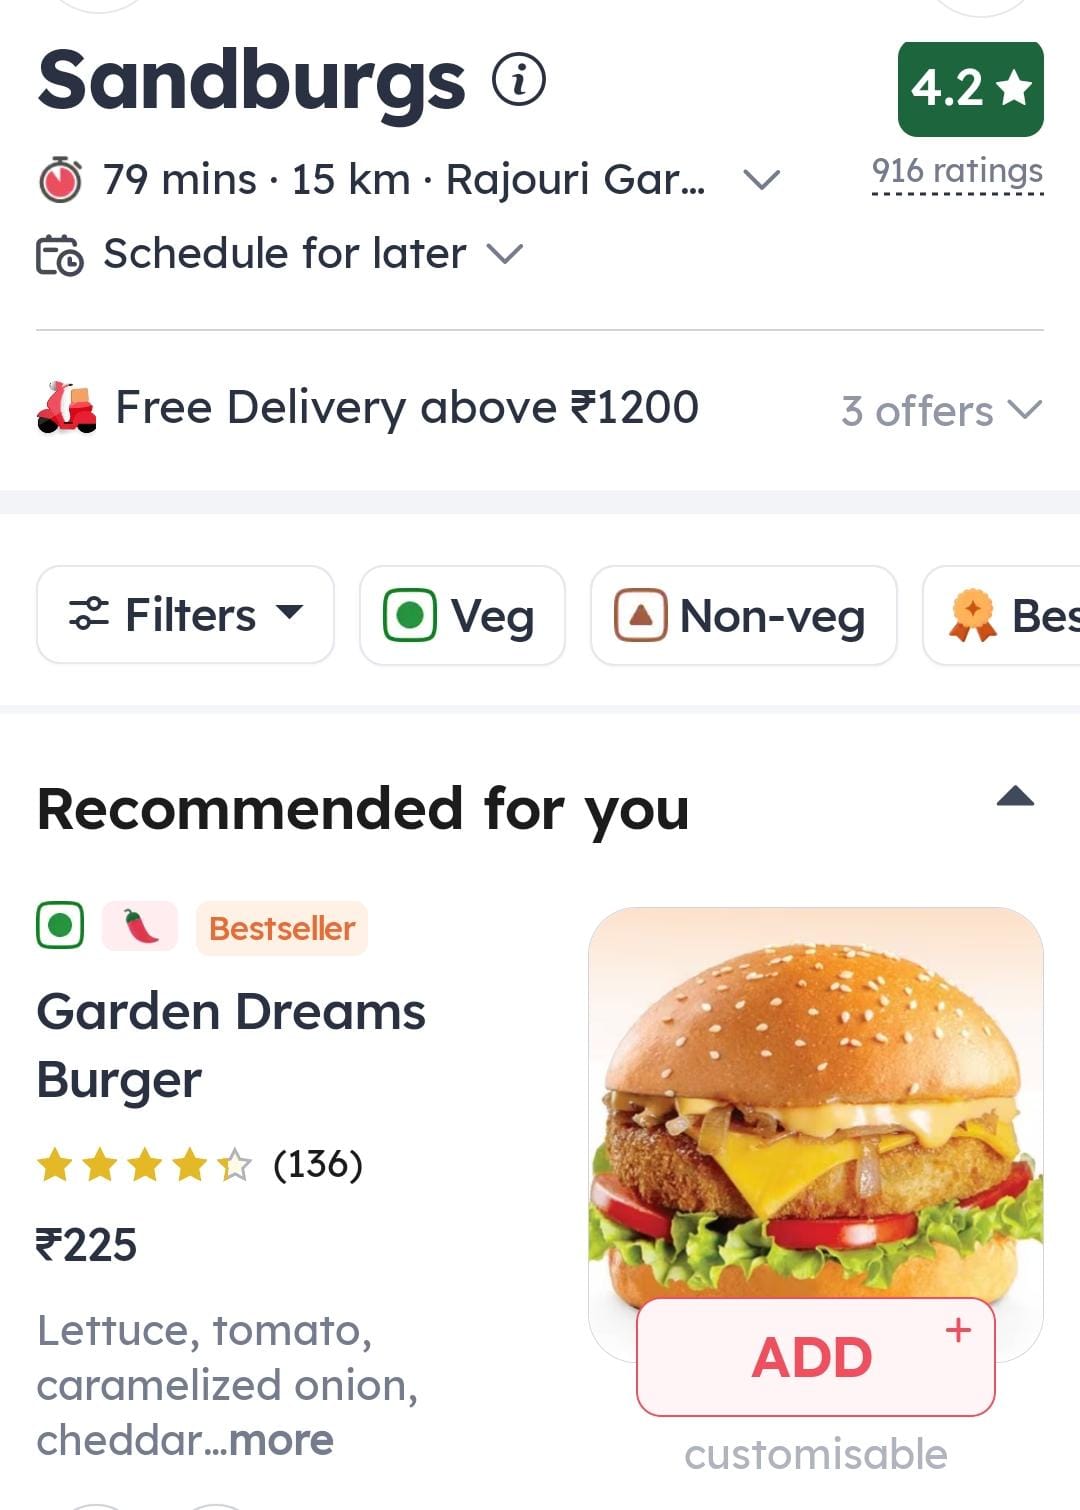 Sandburgs
4.2
79 mins · 15 km · Rajouri Gar...
916 ratings
Schedule for later
Free Delivery above ₹1200
3 offers
Filters
Veg
Non-veg
Bes
Recommended for you
Bestseller
Garden Dreams
Burger
(136)
₹225
Lettuce, tomato,
caramelized onion,
cheddar...more
ADD +
customisable